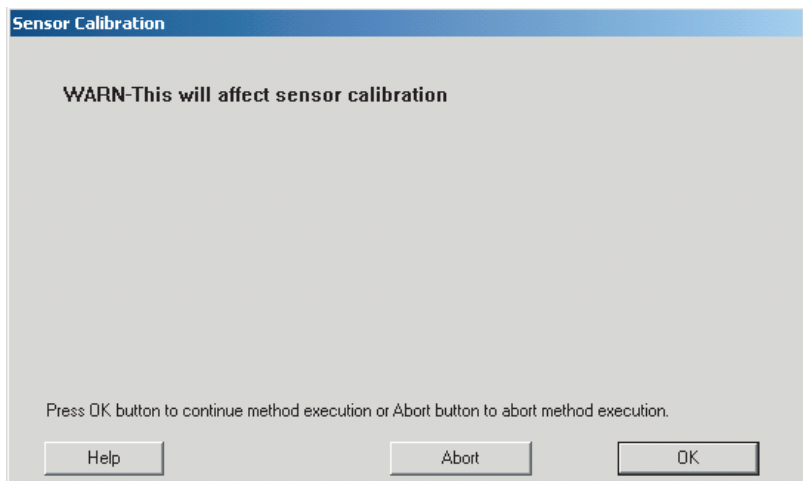 Sensor Calibration
WARN-This will affect sensor calibration
Press OK button to continue method execution or Abort button to abort method execution.
Help
Abort
OK